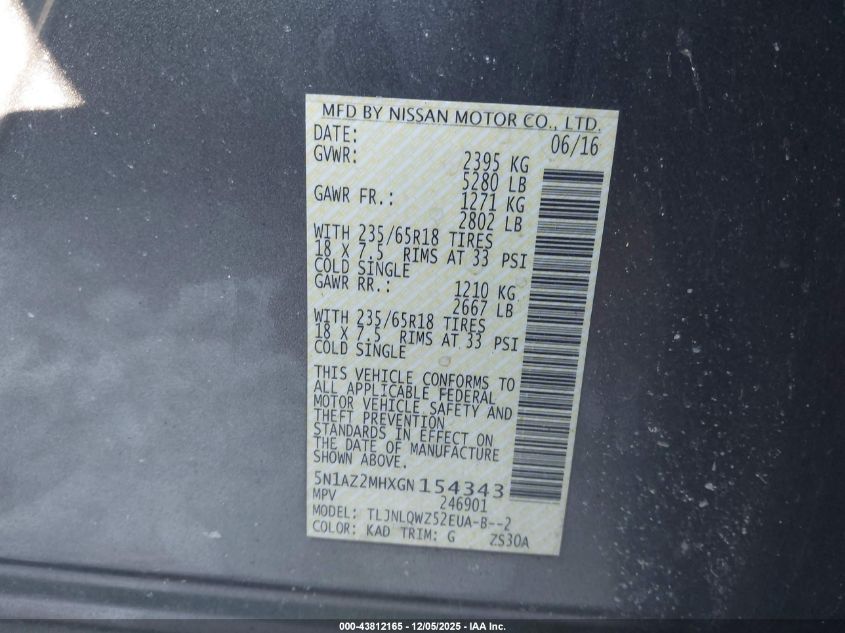 MFD BY NISSAN MOTOR CO., LTD.
DATE: 06/16
GVWR: 2395 KG
5280 LB
GAWR FR.: 1271 KG
2802 LB
WITH 235/65R18 TIRES
18 X 7.5 RIMS AT 33 PSI
COLD SINGLE
GAWR RR.: 1210 KG
2667 LB
WITH 235/65R18 TIRES
18 X 7.5 RIMS AT 33 PSI
COLD SINGLE
THIS VEHICLE CONFORMS TO
ALL APPLICABLE FEDERAL
MOTOR VEHICLE SAFETY AND
THEFT PREVENTION
STANDARDS IN EFFECT ON
THE DATE OF MANUFACTURE
SHOWN ABOVE.
5N1AZ2MHXGN154343
MPV 246901
MODEL: TLJNLQWZ52EUA-B--2
COLOR: KAD TRIM: G ZS30A
000-43812165 - 12/05/2025 - IAA Inc.